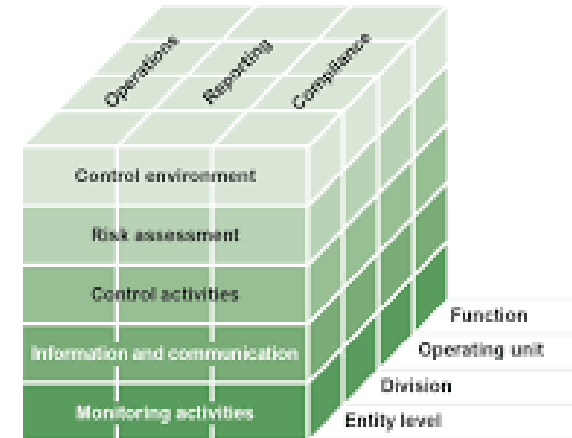 Operations
Reporting
Compliance
Control environment
Risk assessment
Control activities
Information and communication
Monitoring activities
Function
Operating unit
Division
Entity level